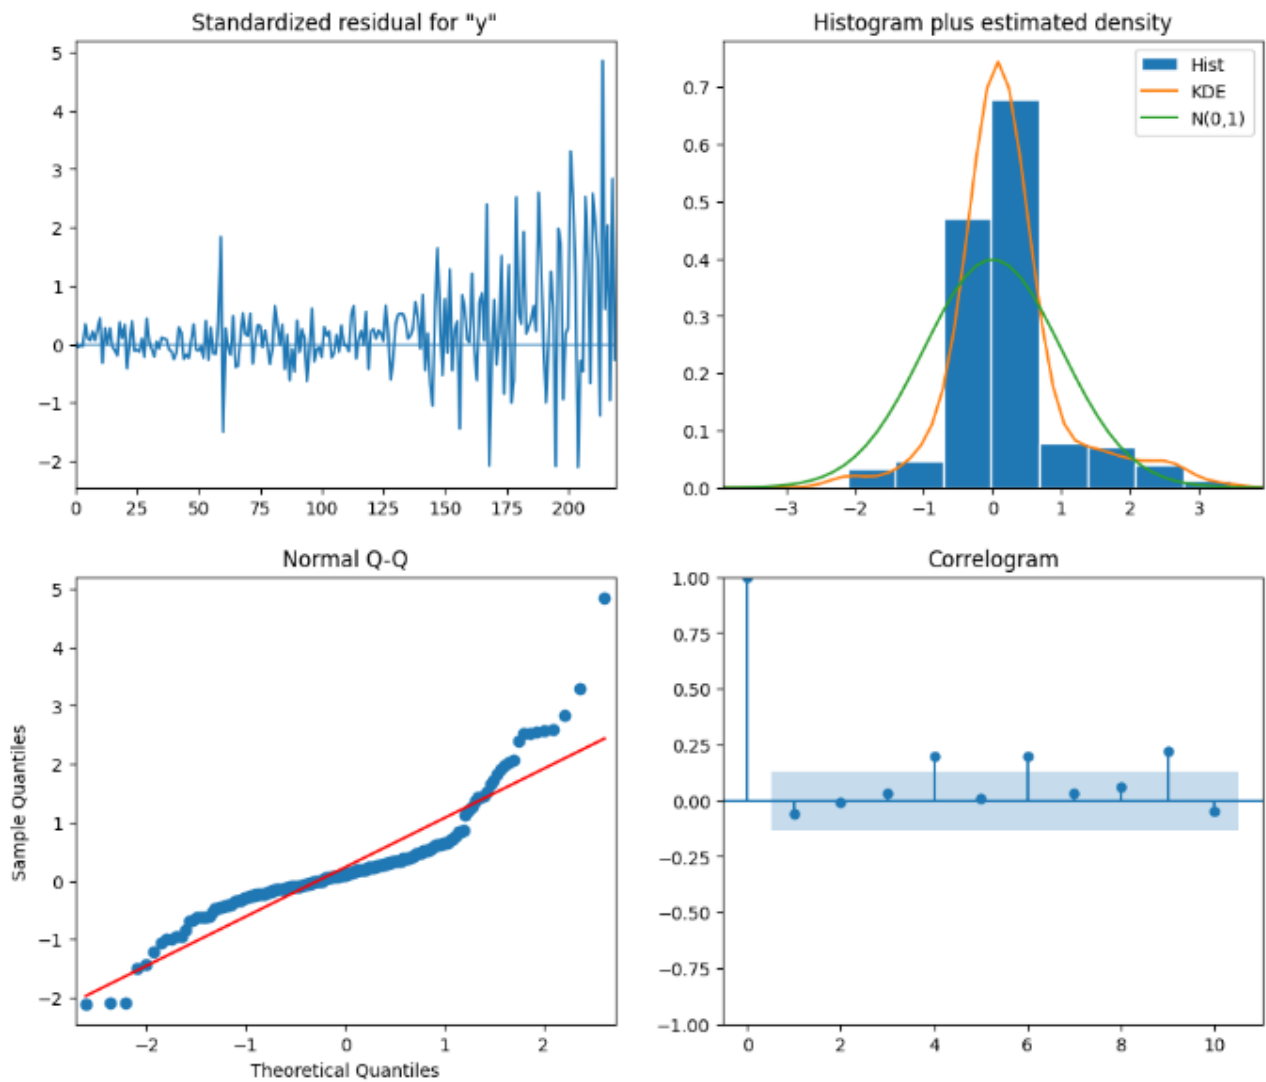 Standardized residual for "y"
5
4
3
2
1
0
−1
−2
0 25 50 75 100 125 150 175 200
Histogram plus estimated density
Hist
KDE
N(0,1)
0.7
0.6
0.5
0.4
0.3
0.2
0.1
0.0
−3 −2 −1 0 1 2 3
Normal Q-Q
5
4
3
2
1
0
−1
−2
Sample Quantiles
−2 −1 0 1 2
Theoretical Quantiles
Correlogram
1.00
0.75
0.50
0.25
0.00
−0.25
−0.50
−0.75
−1.00
0 2 4 6 8 10